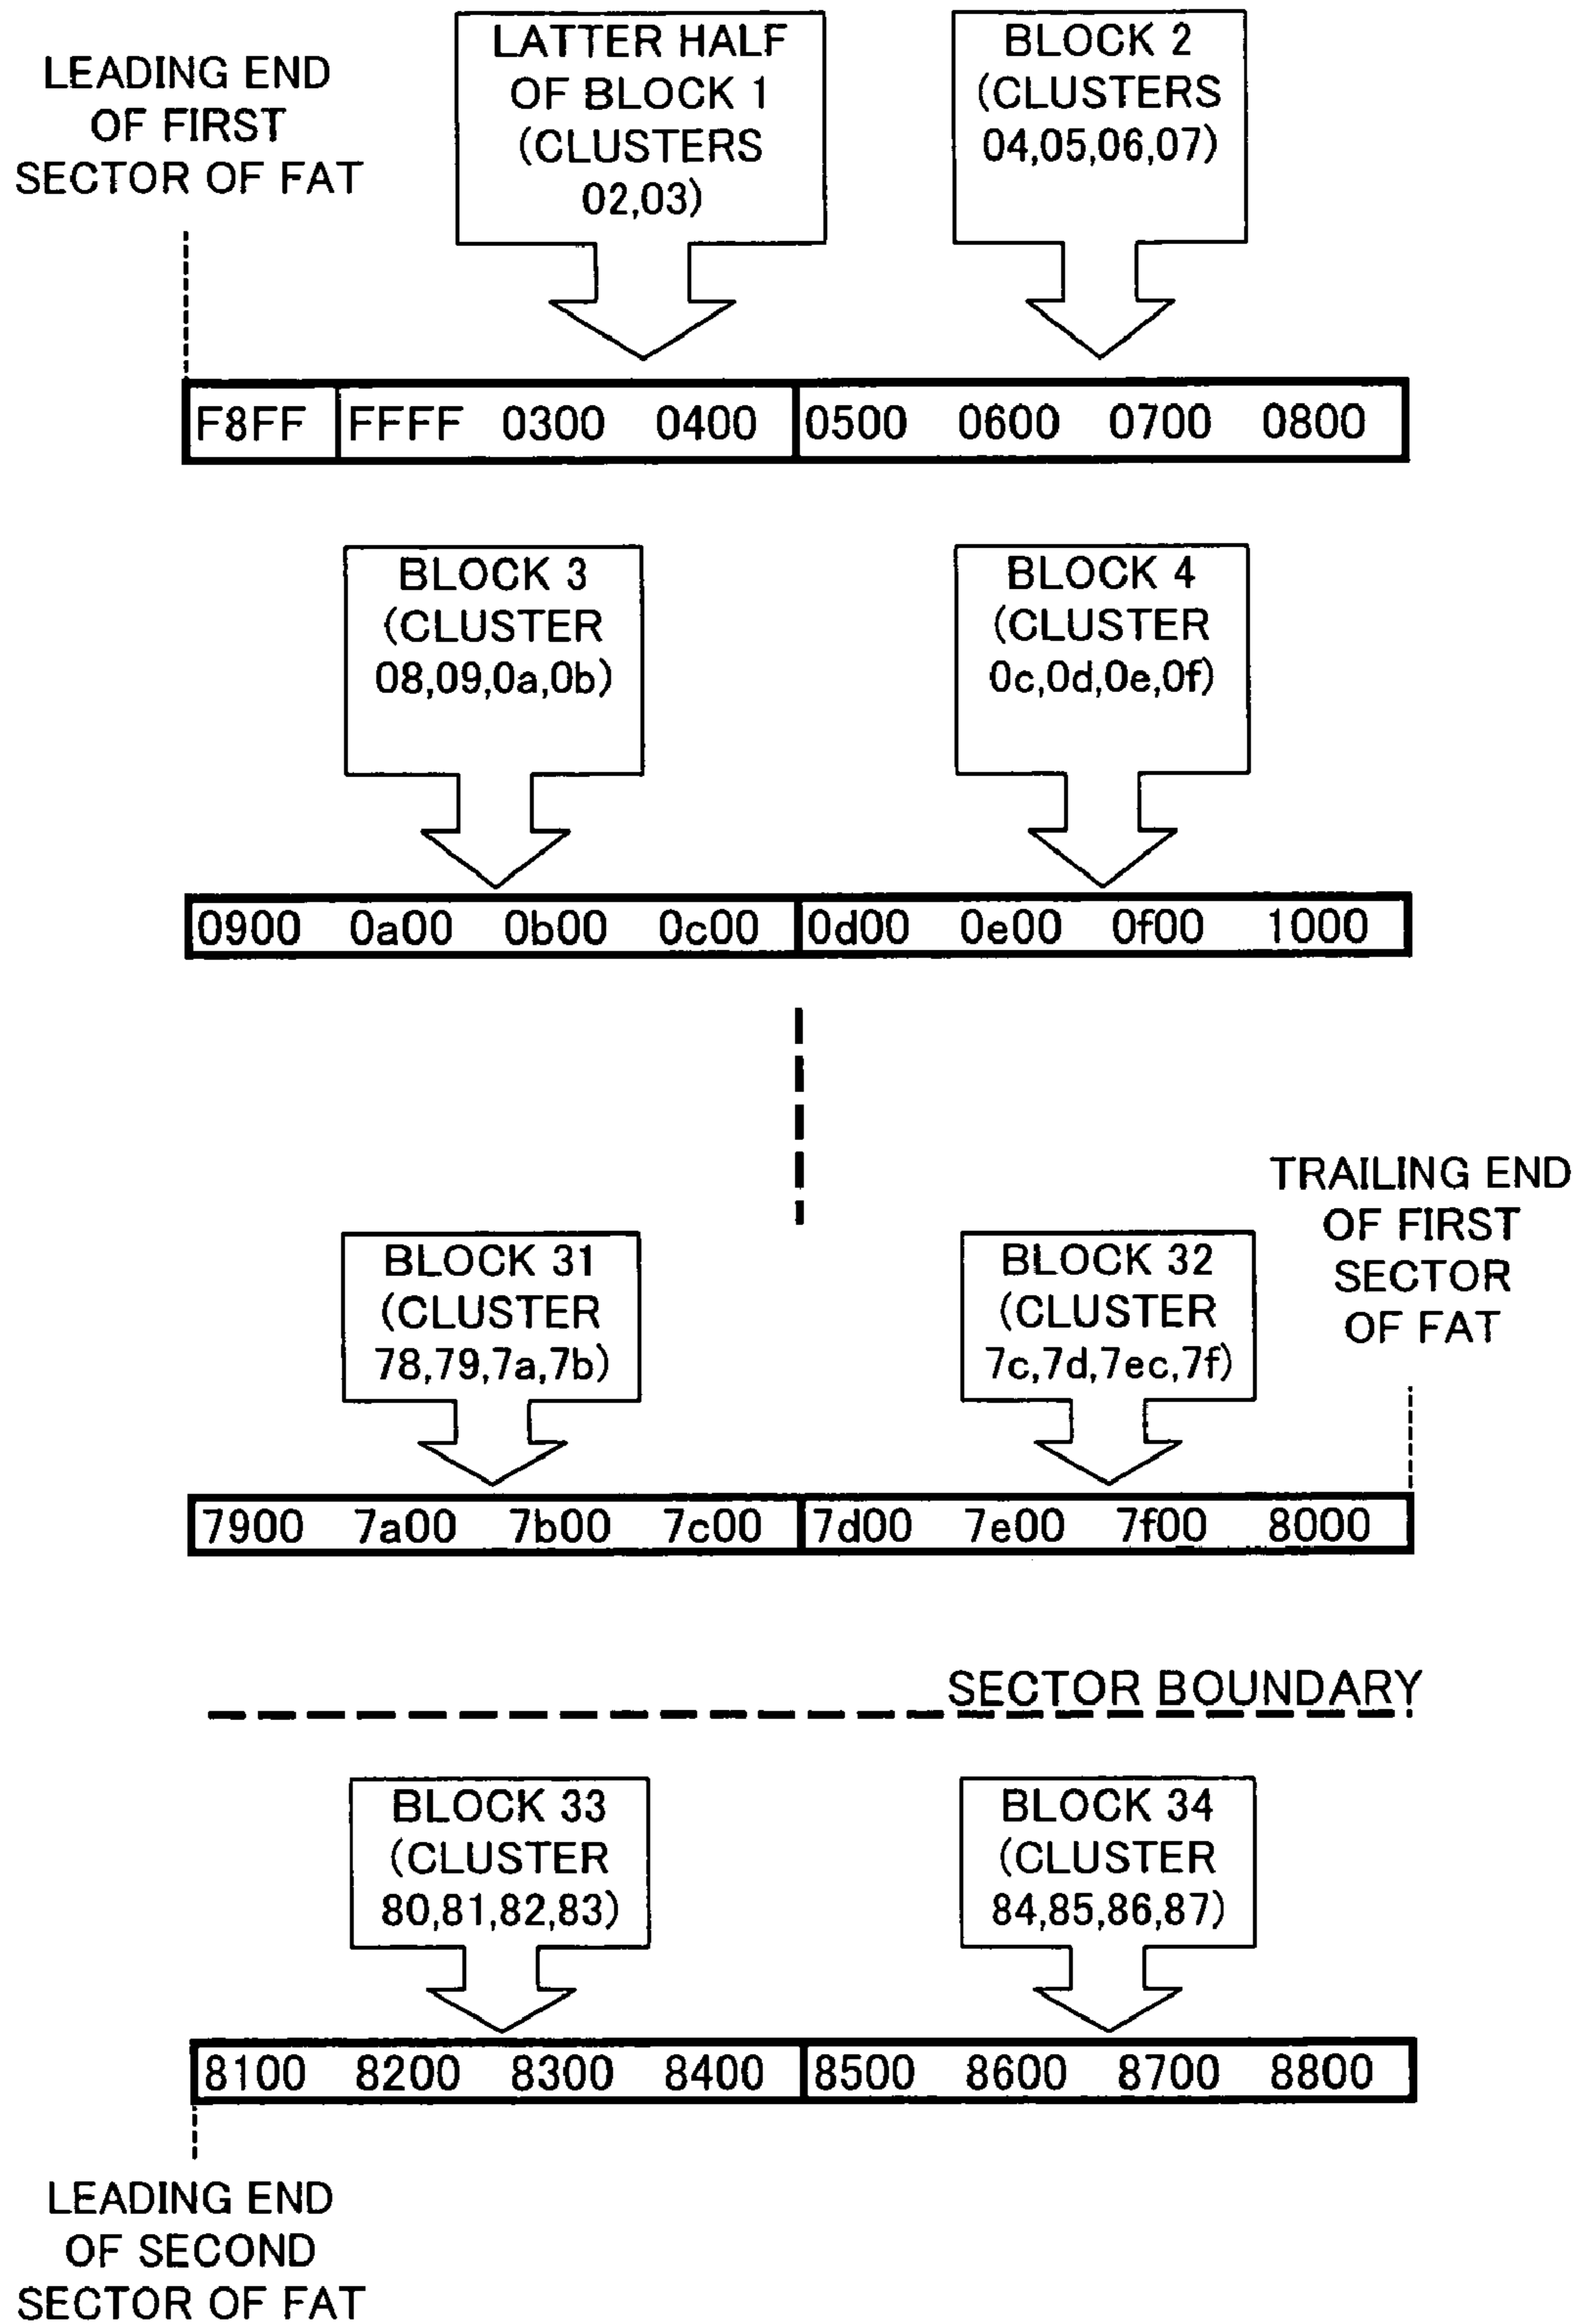 LEADING END
OF FIRST
SECTOR OF FAT
LATTER HALF
OF BLOCK 1
(CLUSTERS
02,03)
BLOCK 2
(CLUSTERS
04,05,06,07)
F8FF FFFF 0300 0400 0500 0600 0700 0800
BLOCK 3
(CLUSTER
08,09,0a,0b)
BLOCK 4
(CLUSTER
0c,0d,0e,0f)
0900 0a00 0b00 0c00 0d00 0e00 0f00 1000
TRAILING END
OF FIRST
SECTOR
OF FAT
BLOCK 31
(CLUSTER
78,79,7a,7b)
BLOCK 32
(CLUSTER
7c,7d,7ec,7f)
7900 7a00 7b00 7c00 7d00 7e00 7f00 8000
SECTOR BOUNDARY
BLOCK 33
(CLUSTER
80,81,82,83)
BLOCK 34
(CLUSTER
84,85,86,87)
8100 8200 8300 8400 8500 8600 8700 8800
LEADING END
OF SECOND
SECTOR OF FAT